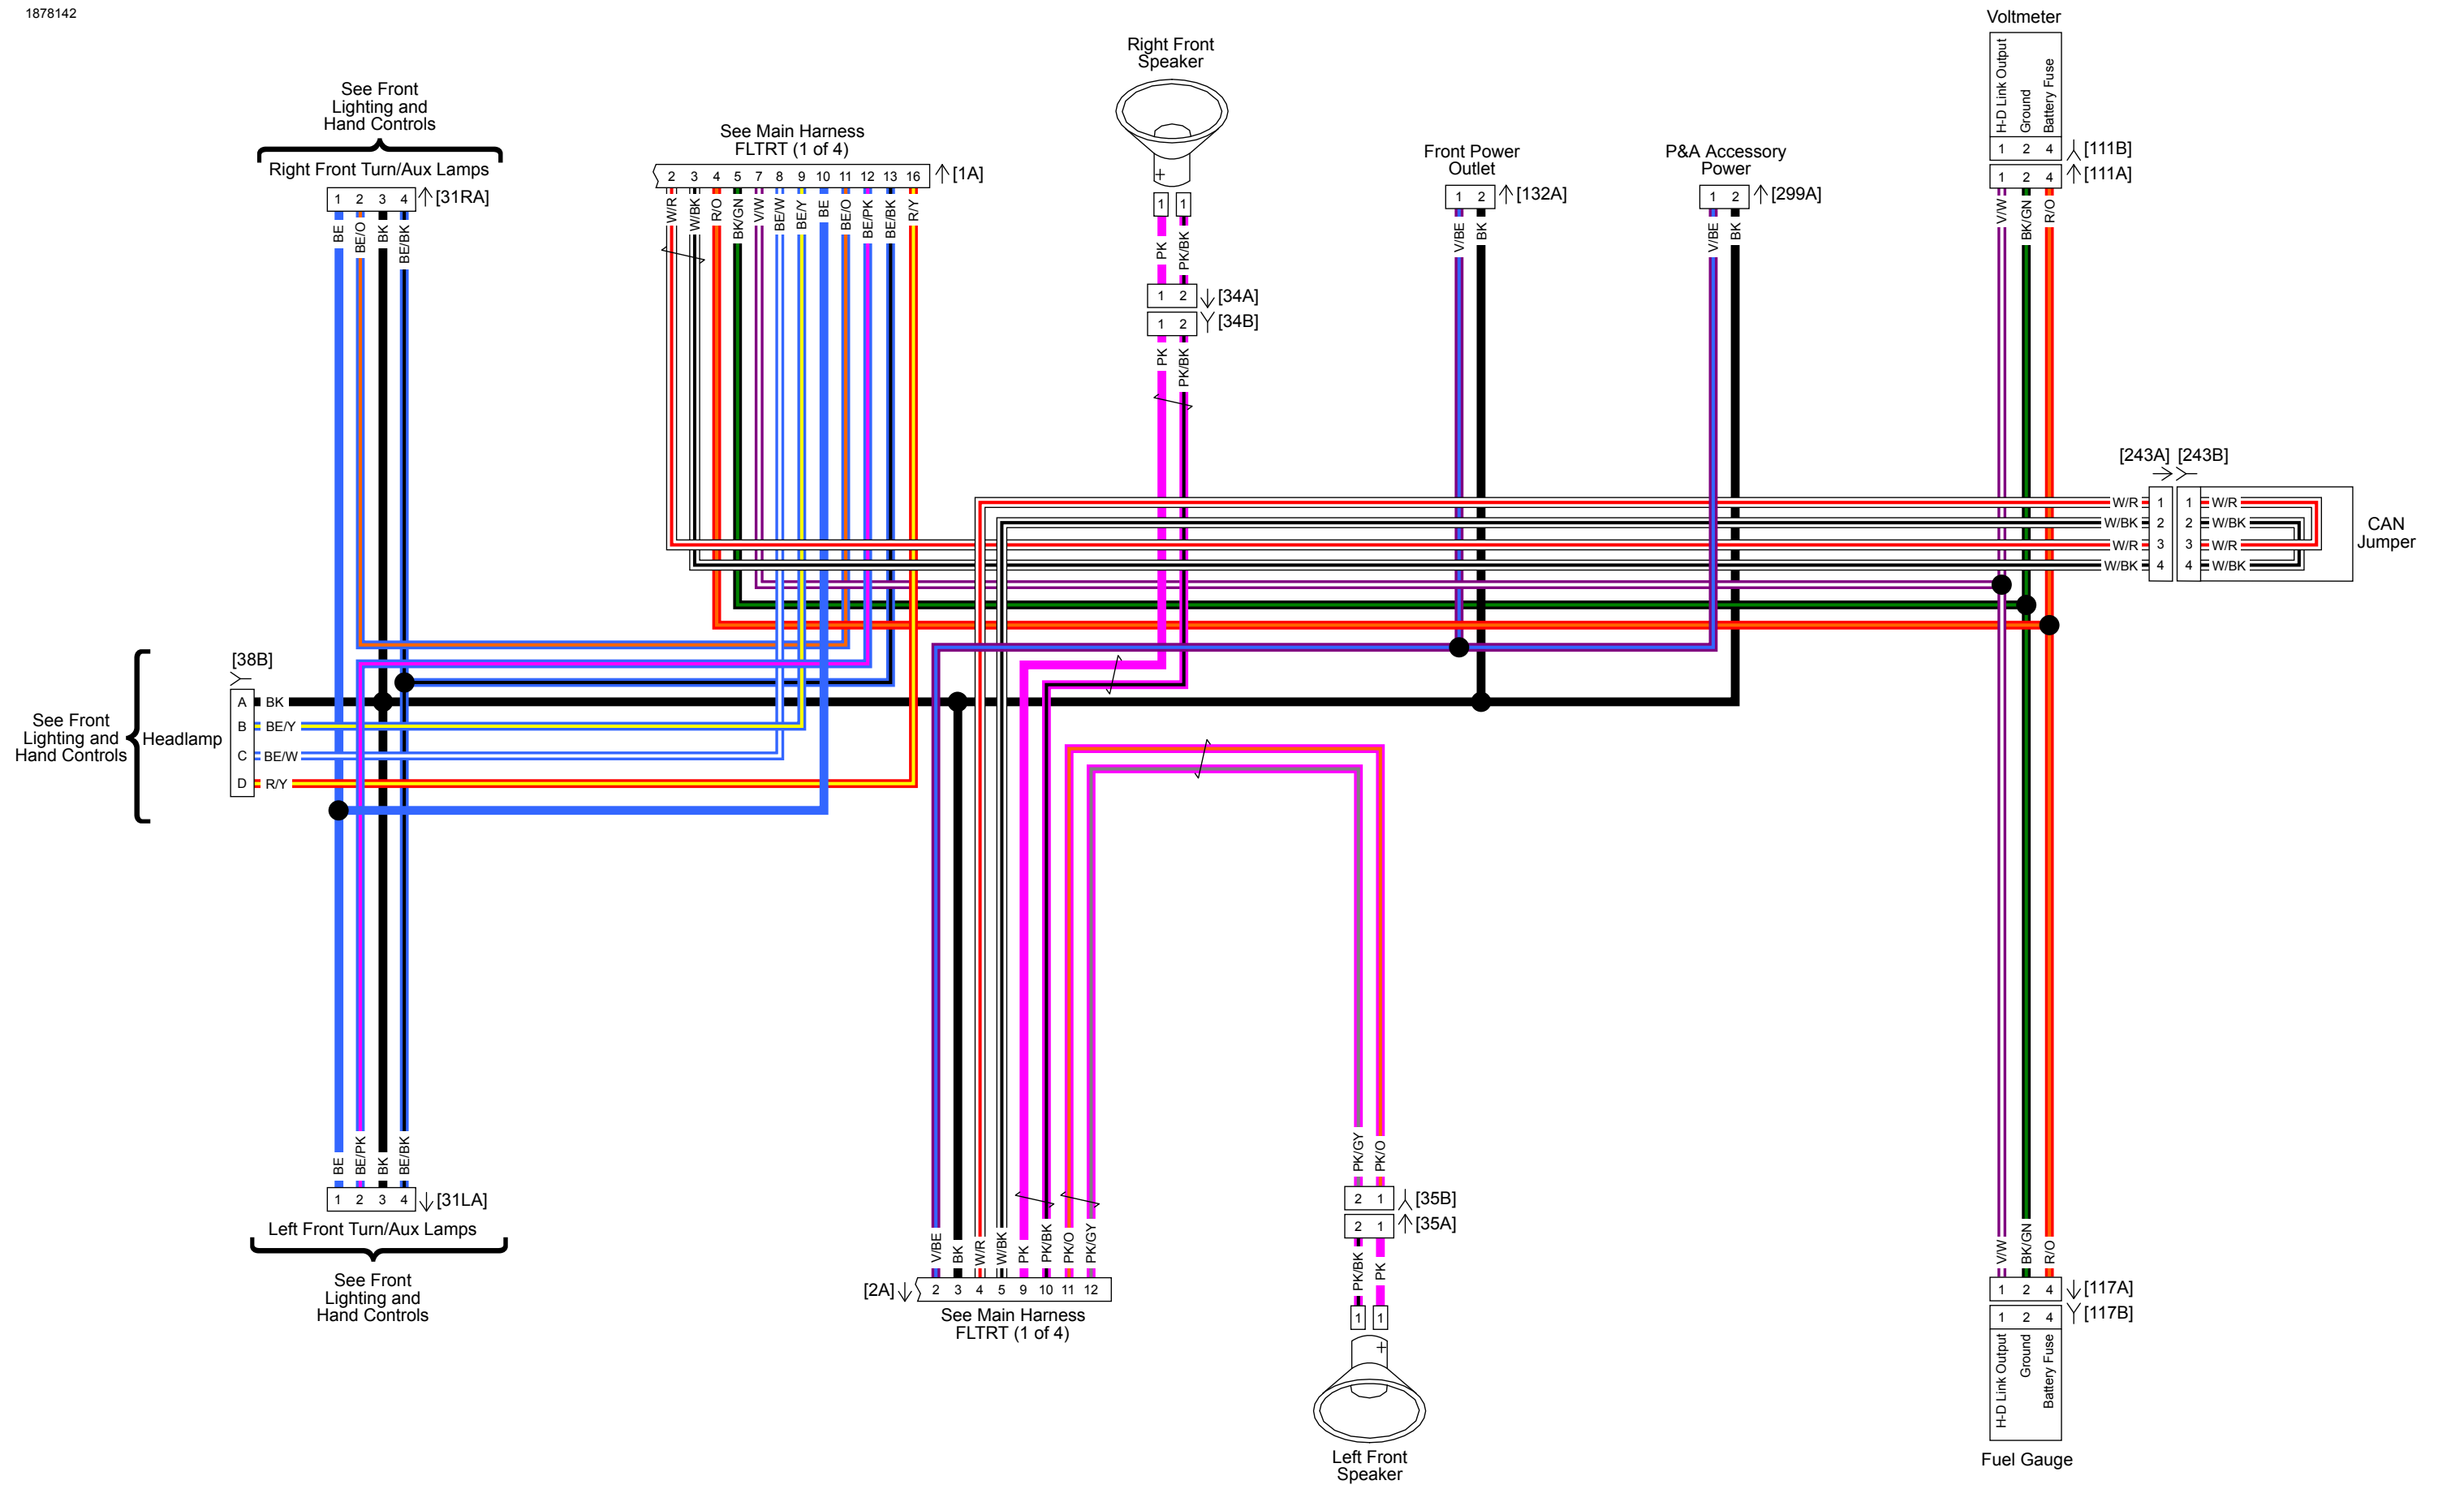 1878142
Voltmeter
H-D Link Output
Ground
Battery Fuse
1 2 4 [111B]
1 2 4 [111A]
V/W
BK/GN
R/O
Right Front
Speaker
+
1 1
PK
PK/BK
1 2 [34A]
1 2 [34B]
PK
PK/BK
See Front
Lighting and
Hand Controls
Right Front Turn/Aux Lamps
1 2 3 4 [31RA]
BE
BE/O
BK
BE/BK
See Main Harness
FLTRT (1 of 4)
2 3 4 5 7 8 9 10 11 12 13 16 [1A]
W/R
W/BK
R/O
BK/GN
V/W
BE/W
BE/Y
BE
BE/O
BE/PK
BE/BK
R/Y
Front Power
Outlet
1 2 [132A]
V/BE
BK
P&A Accessory
Power
1 2 [299A]
V/BE
BK
[243A] [243B]
W/R 1 1 W/R
W/BK 2 2 W/BK
W/R 3 3 W/R
W/BK 4 4 W/BK
CAN
Jumper
[38B]
See Front
Lighting and
Hand Controls
Headlamp
A BK
B BE/Y
C BE/W
D R/Y
BE
BE/PK
BK
BE/BK
1 2 3 4 [31LA]
Left Front Turn/Aux Lamps
See Front
Lighting and
Hand Controls
V/BE
BK
W/R
W/BK
PK
PK/BK
PK/O
PK/GY
[2A] 2 3 4 5 9 10 11 12
See Main Harness
FLTRT (1 of 4)
PK/GY
PK/O
2 1 [35B]
2 1 [35A]
PK/BK
PK
1 1
+
Left Front
Speaker
V/W
BK/GN
R/O
1 2 4 [117A]
1 2 4 [117B]
H-D Link Output
Ground
Battery Fuse
Fuel Gauge